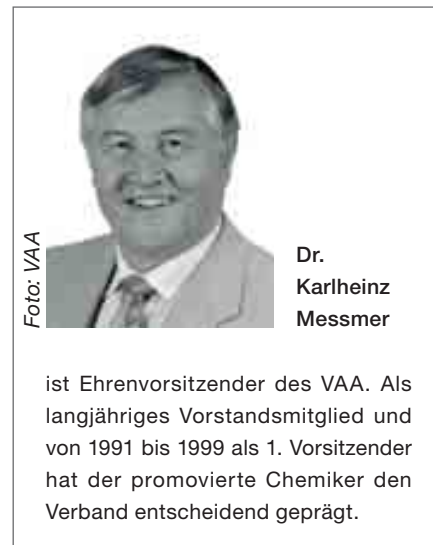 Foto: VAA
Dr.
Karlheinz
Messmer
ist Ehrenvorsitzender des VAA. Als
langjähriges Vorstandsmitglied und
von 1991 bis 1999 als 1. Vorsitzender
hat der promovierte Chemiker den
Verband entscheidend geprägt.